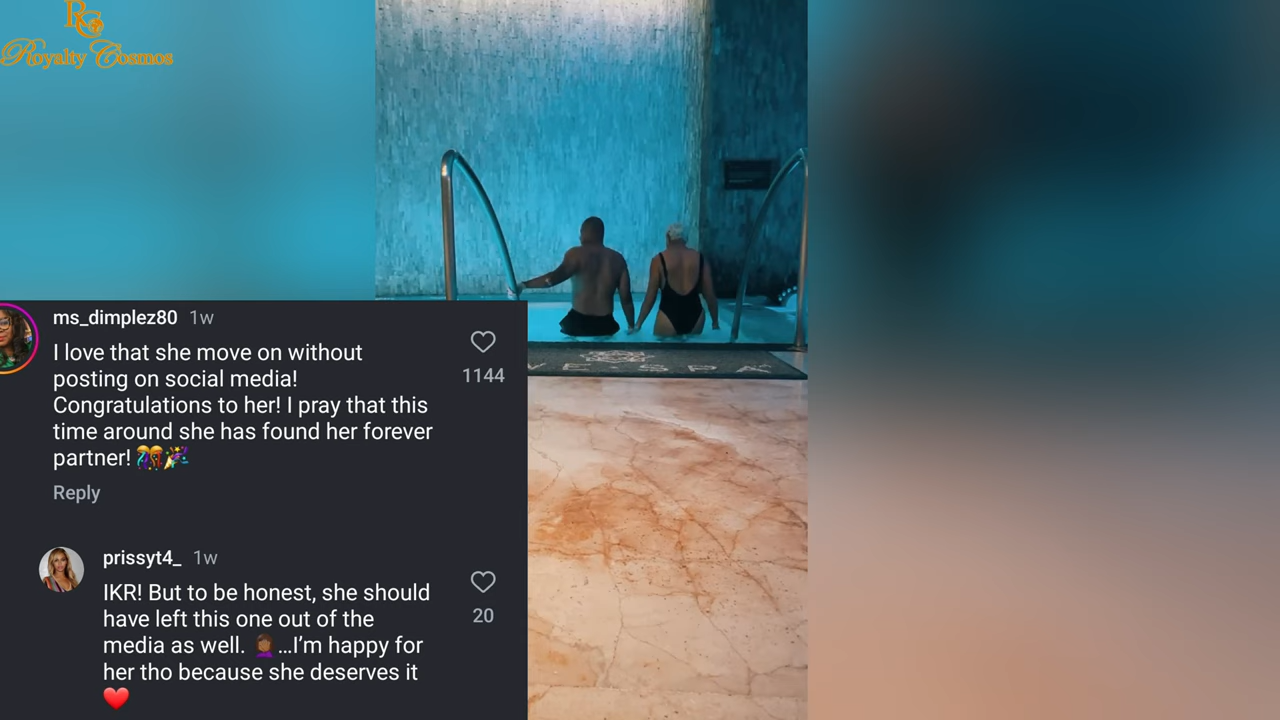 RG
Royalty Cosmos
ms_dimplez80 1w
I love that she move on without
posting on social media!
Congratulations to her! I pray that this
time around she has found her forever
partner! 🎊🎉
1144
Reply
VE·SPA
prissyt4_ 1w
IKR! But to be honest, she should
have left this one out of the
media as well. 🤦🏾‍♀️...I'm happy for
her tho because she deserves it
❤️
20